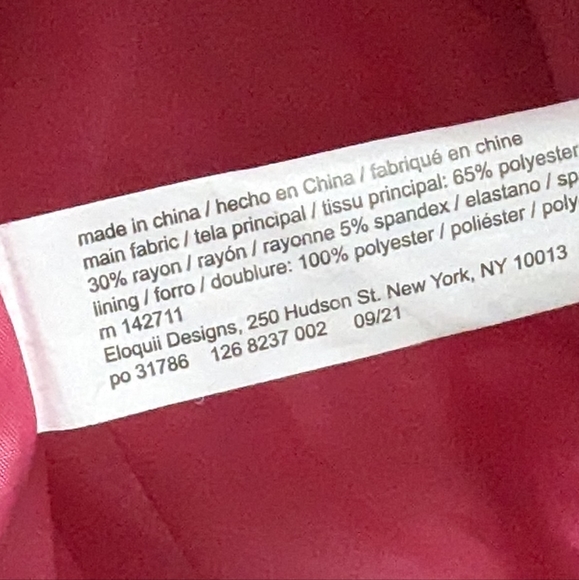 made in china / hecho en China / fabriqué en chine
main fabric / tela principal / tissu principal: 65% polyester
30% rayon / rayón / rayonne 5% spandex / elastano / sp
lining / forro / doublure: 100% polyester / poliéster / poly
m 142711
Eloquii Designs, 250 Hudson St. New York, NY 10013
po 31786 126 8237 002 09/21